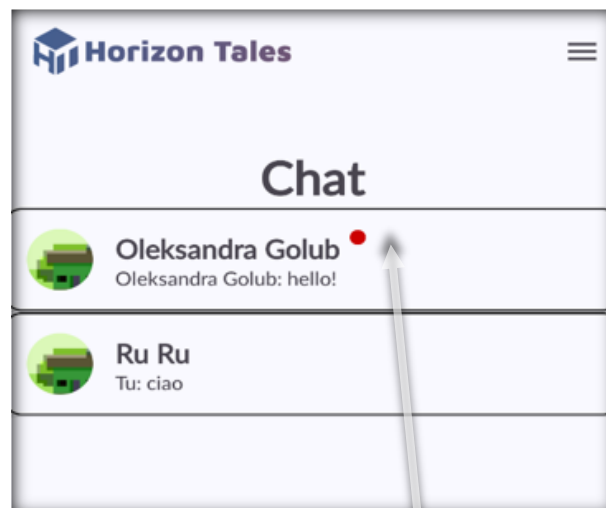 Horizon Tales
Chat
Oleksandra Golub
Oleksandra Golub: hello!
Ru Ru
Tu: ciao